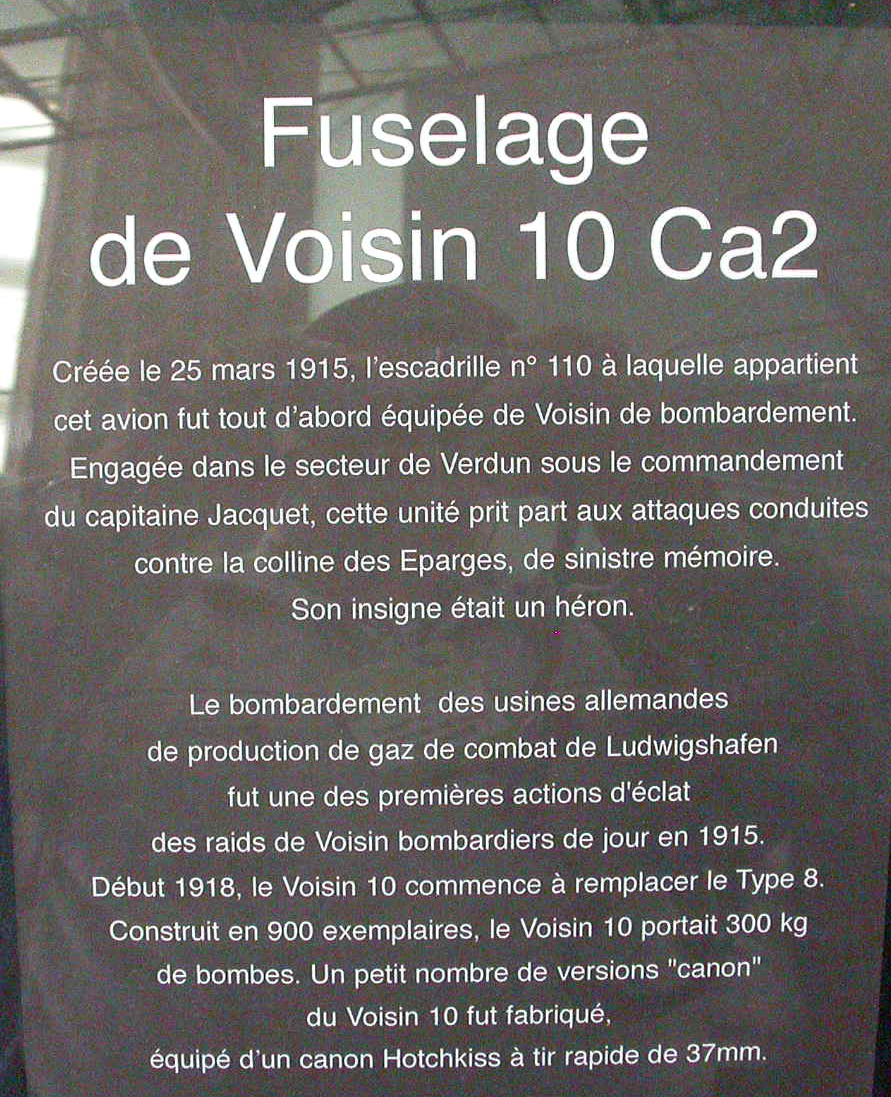 Fuselage
de Voisin 10 Ca2
Créée le 25 mars 1915, l'escadrille n° 110 à laquelle appartient
cet avion fut tout d'abord équipée de Voisin de bombardement.
Engagée dans le secteur de Verdun sous le commandement
du capitaine Jacquet, cette unité prit part aux attaques conduites
contre la colline des Eparges, de sinistre mémoire.
Son insigne était un héron.
Le bombardement des usines allemandes
de production de gaz de combat de Ludwigshafen
fut une des premières actions d'éclat
des raids de Voisin bombardiers de jour en 1915.
Début 1918, le Voisin 10 commence à remplacer le Type 8.
Construit en 900 exemplaires, le Voisin 10 portait 300 kg
de bombes. Un petit nombre de versions "canon"
du Voisin 10 fut fabriqué,
équipé d'un canon Hotchkiss à tir rapide de 37mm.